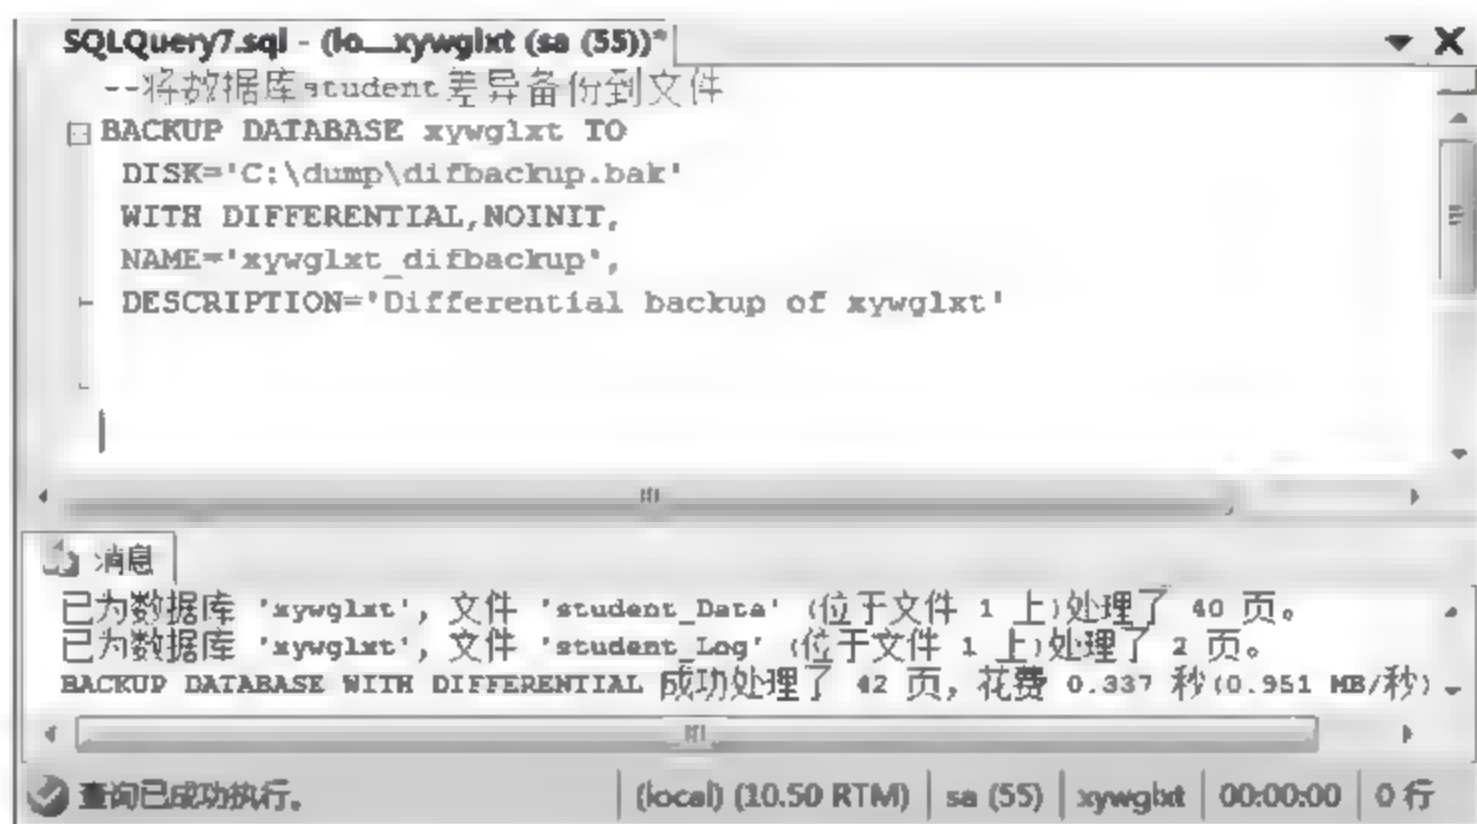 SQLQuery7.sql - (lo...xywglxt (sa (55))*
--将数据库student差异备份到文件
BACKUP DATABASE xywglxt TO
DISK='C:\dump\difbackup.bak'
WITH DIFFERENTIAL,NOINIT,
NAME='xywglxt_difbackup',
DESCRIPTION='Differential backup of xywglxt'
消息
已为数据库 'xywglxt', 文件 'student_Data' (位于文件 1 上)处理了 40 页。
已为数据库 'xywglxt', 文件 'student_Log' (位于文件 1 上)处理了 2 页。
BACKUP DATABASE WITH DIFFERENTIAL 成功处理了 42 页, 花费 0.337 秒(0.951 MB/秒)
查询已成功执行。 (local) (10.50 RTM) sa (55) xywglxt 00:00:00 0 行